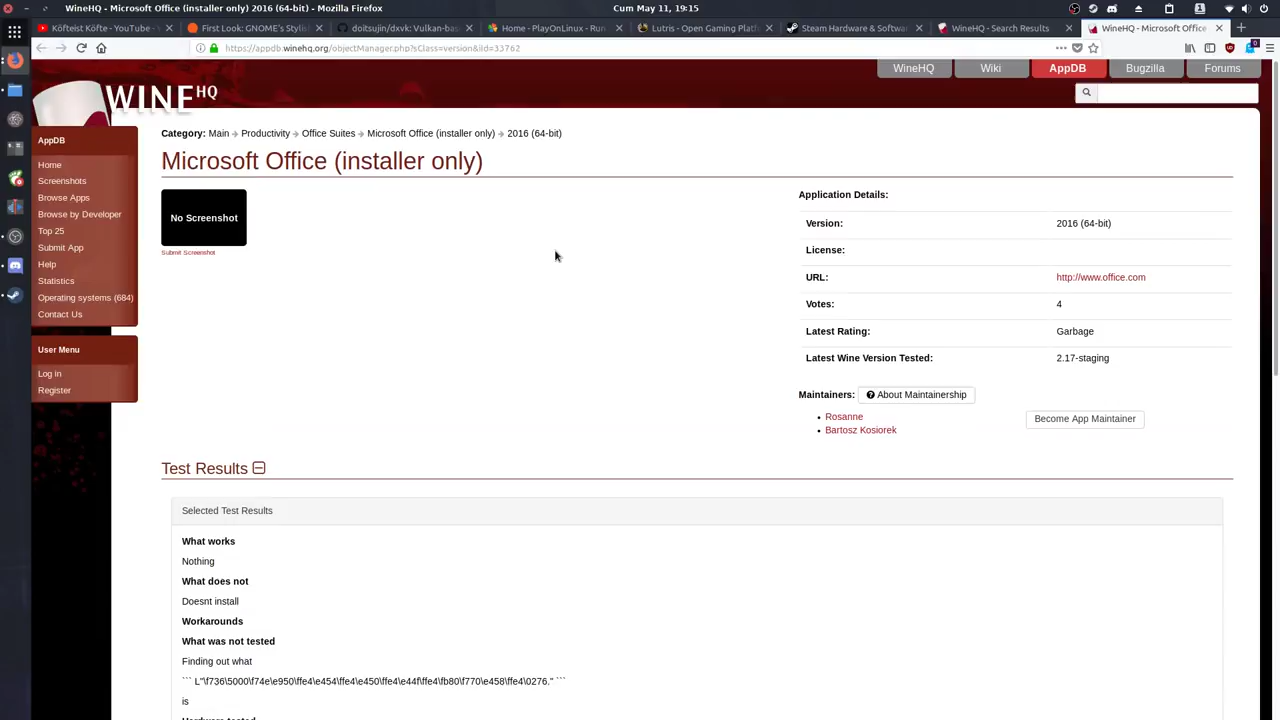 WineHQ - Microsoft Office (installer only) 2016 (64-bit) - Mozilla Firefox
Cum May 11, 19:15
Köfteist Köfte - YouTube -
First Look: GNOME's Stylis
doitsujin/dxvk: Vulkan-bas
Home - PlayOnLinux - Run
Lutris - Open Gaming Platf
Steam Hardware & Softwa
WineHQ - Search Results
WineHQ - Microsoft Office
https://appdb.winehq.org/objectManager.php?sClass=version&iId=33762
WineHQ
Wiki
AppDB
Bugzilla
Forums
WINE HQ
AppDB
Home
Screenshots
Browse Apps
Browse by Developer
Top 25
Submit App
Help
Statistics
Operating systems (684)
Contact Us
User Menu
Log in
Register
Category: Main Productivity Office Suites Microsoft Office (installer only) 2016 (64-bit)
Microsoft Office (installer only)
No Screenshot
Submit Screenshot
Application Details:
Version: 2016 (64-bit)
License:
URL: http://www.office.com
Votes: 4
Latest Rating: Garbage
Latest Wine Version Tested: 2.17-staging
Maintainers: About Maintainership
Rosanne
Bartosz Kosiorek
Become App Maintainer
Test Results
Selected Test Results
What works
Nothing
What does not
Doesnt install
Workarounds
What was not tested
Finding out what
``` L"\f736\5000\f74e\e950\ffe4\e454\ffe4\e450\ffe4\e44f\ffe4\fb80\f770\e458\ffe4\0276." ```
is
Hardware tested